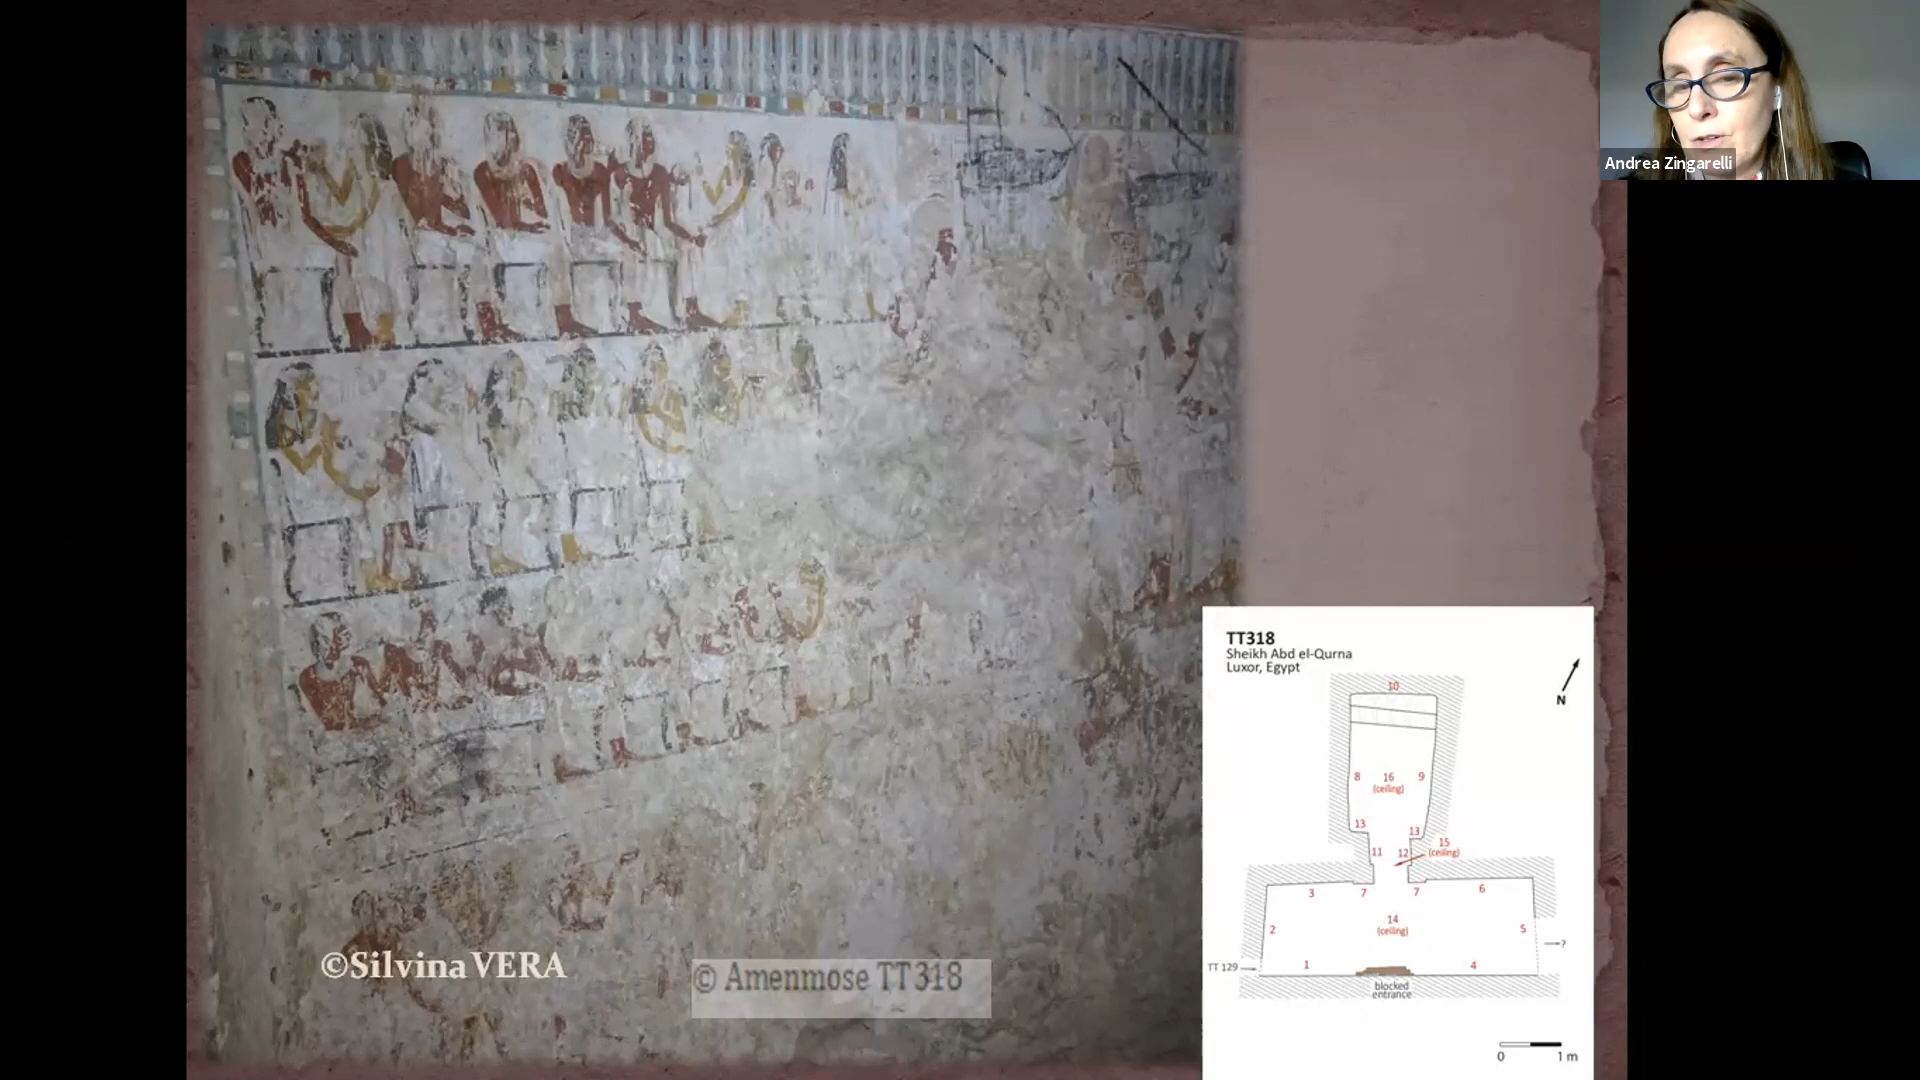 Andrea Zingarelli
©Silvina VERA
© Amenmose TT318
TT318
Sheikh Abd el-Qurna
Luxor, Egypt
N
10
8
16
(ceiling)
9
13
13
15
(ceiling)
11
12
3
7
7
6
14
(ceiling)
2
5
?
TT 129
1
4
blocked
entrance
0
1 m